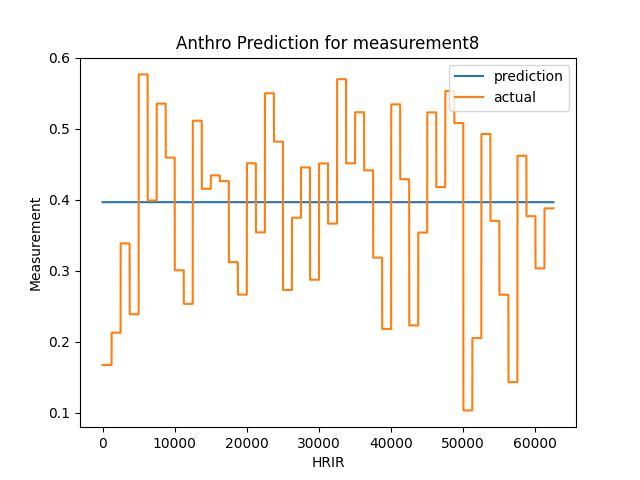 Anthro Prediction for measurement8
prediction
actual
Measurement
0.6
0.5
0.4
0.3
0.2
0.1
0 10000 20000 30000 40000 50000 60000
HRIR